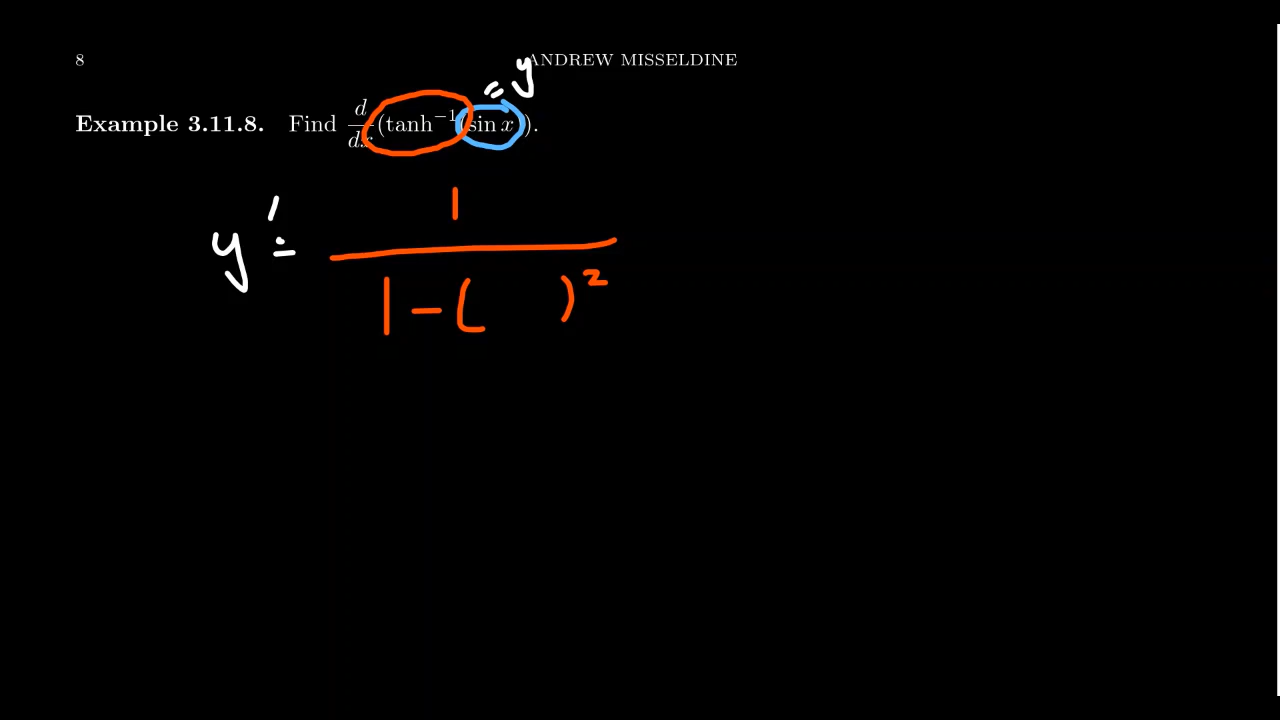 8 ANDREW MISSELDINE
= y
Example 3.11.8. Find d/dx (tanh⁻¹(sin x)).
y' = 1 / (1 - ( )²)